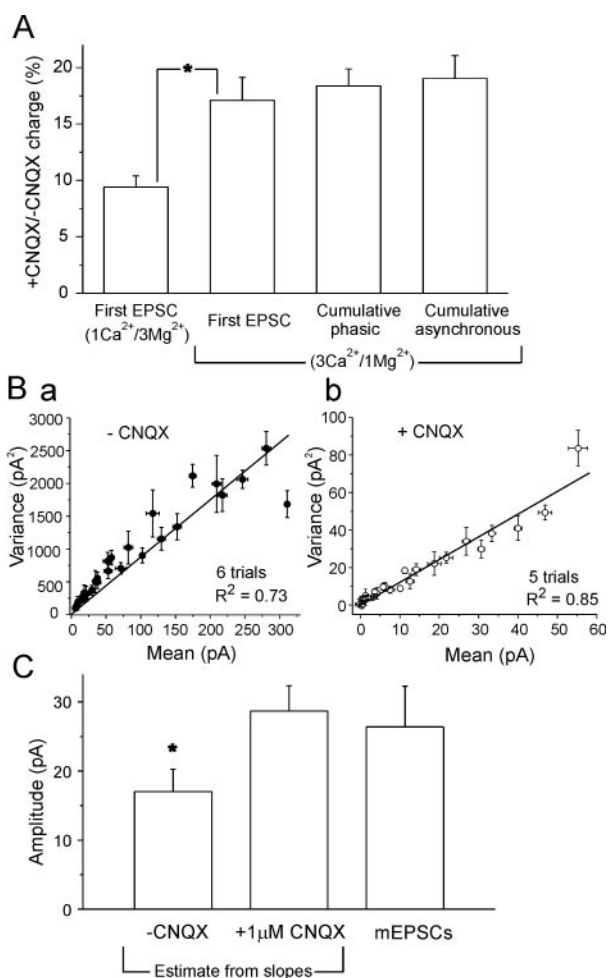 A
+CNQX/-CNQX charge (%)
20
15
10
5
0
*
First EPSC
(1Ca²⁺/3Mg²⁺)
First EPSC
Cumulative
phasic
Cumulative
asynchronous
(3Ca²⁺/1Mg²⁺)
B a
Variance (pA²)
3000
2500
2000
1500
1000
500
0
- CNQX
6 trials
R² = 0.73
0 50 100 150 200 250 300
Mean (pA)
b
Variance (pA²)
100
80
60
40
20
0
+ CNQX
5 trials
R² = 0.85
0 10 20 30 40 50 60
Mean (pA)
C
Amplitude (pA)
30
20
10
0
*
-CNQX
+1μM CNQX
mEPSCs
Estimate from slopes